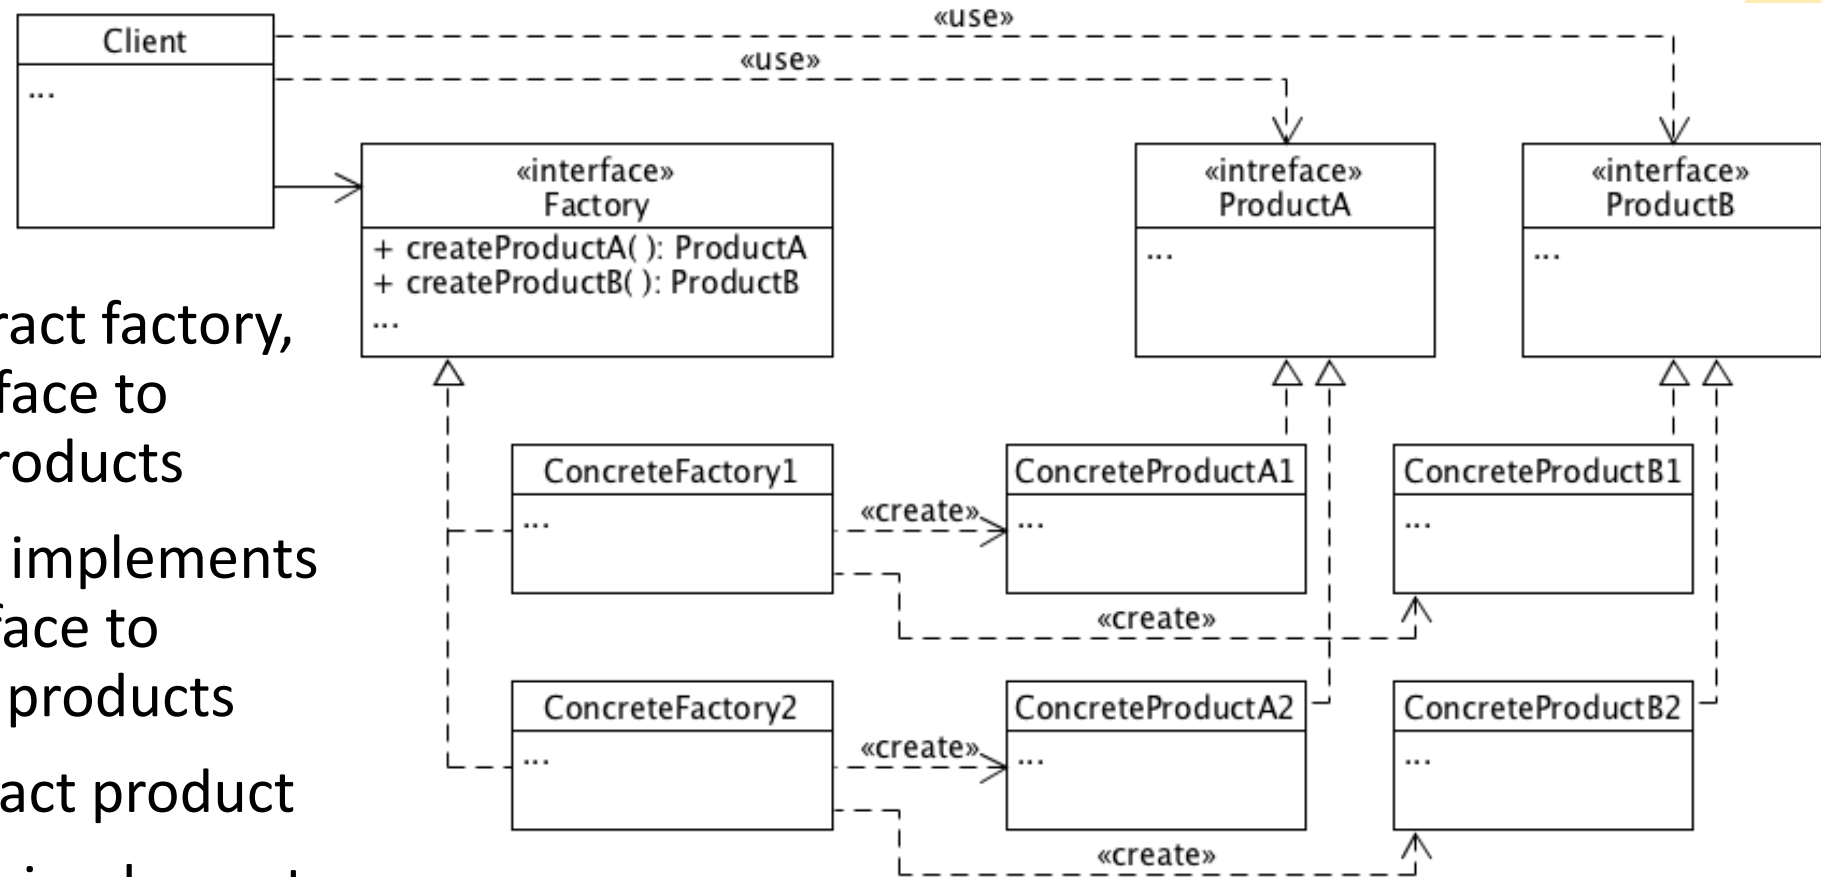 «use»
Client
«use»
...
«interface»
Factory
+ createProductA( ): ProductA
+ createProductB( ): ProductB
...
«intreface»
ProductA
...
«interface»
ProductB
...
ract factory,
face to
roducts
implements
face to
products
act product
ConcreteFactory1
...
«create»
ConcreteProductA1
...
ConcreteProductB1
...
«create»
ConcreteFactory2
...
«create»
ConcreteProductA2
...
ConcreteProductB2
...
«create»